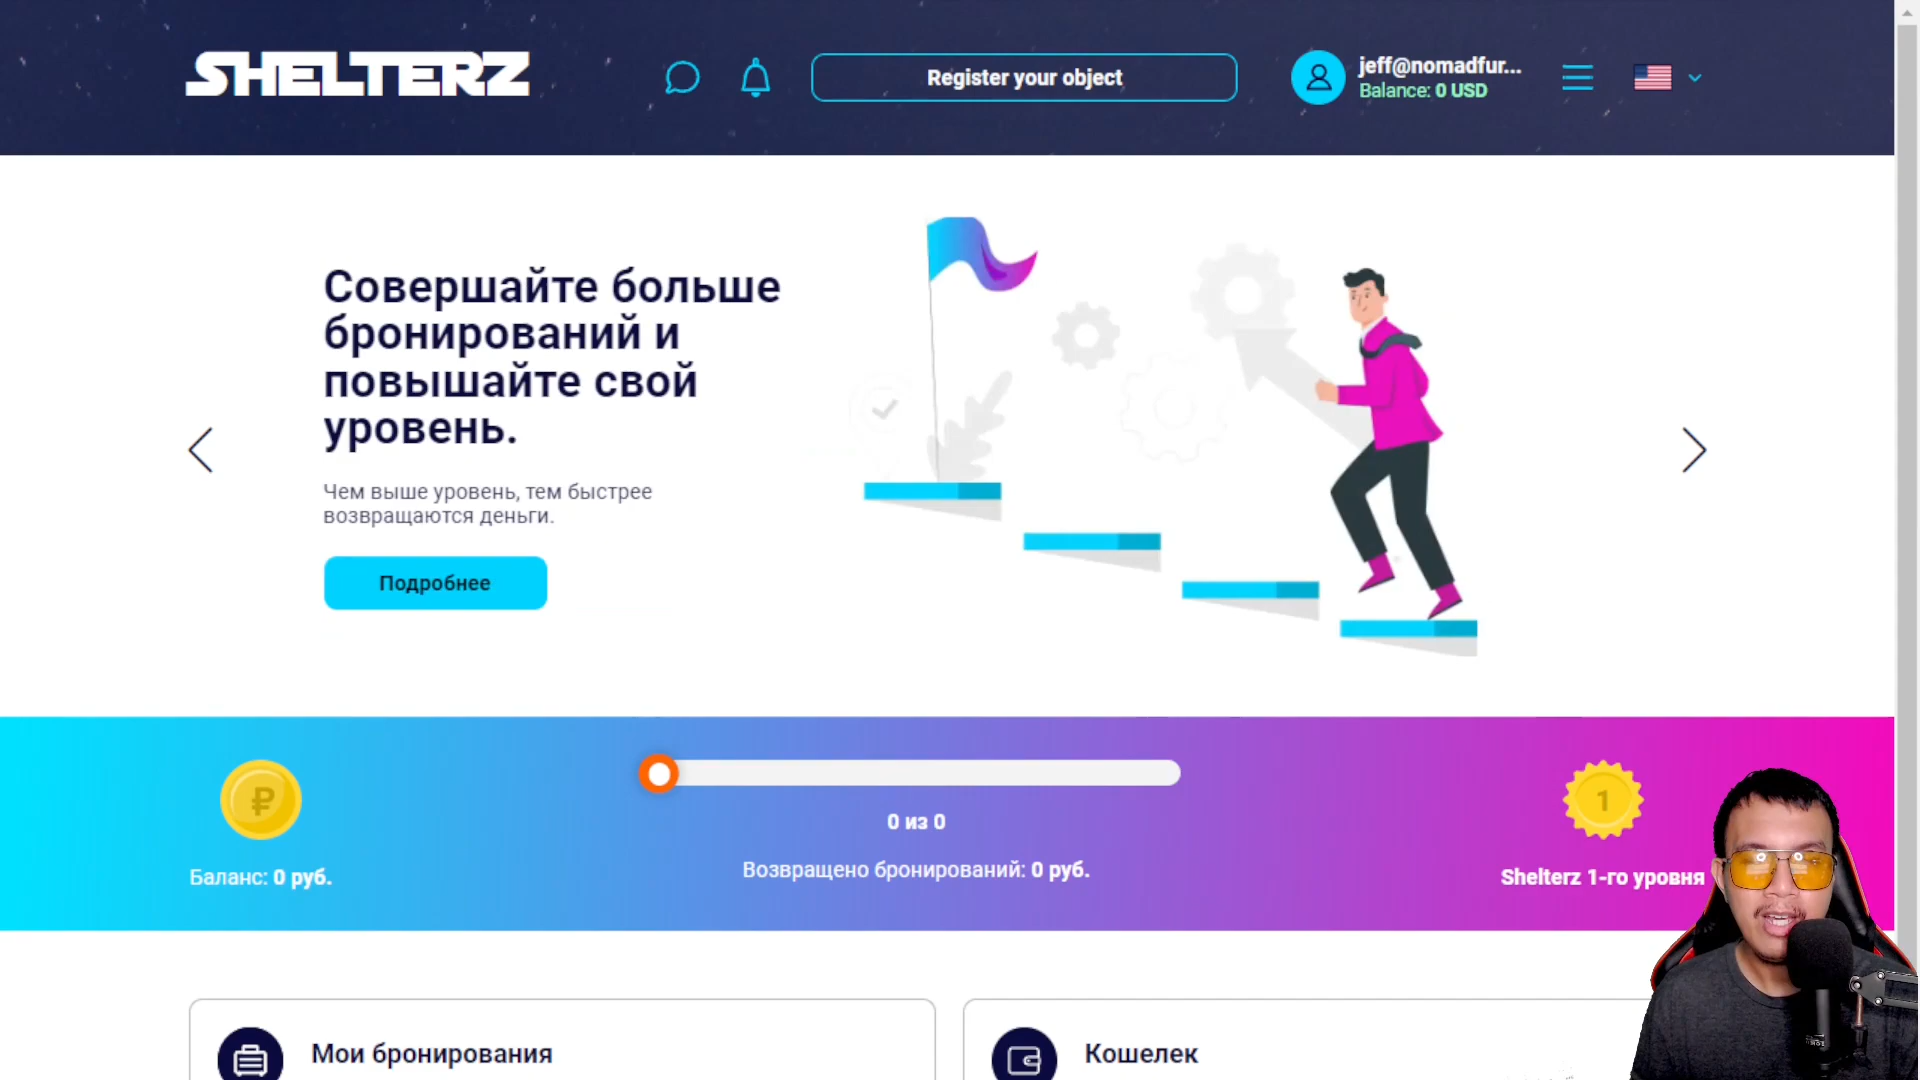 SHELTERZ
Register your object
jeff@nomadfur...
Balance: 0 USD
Совершайте больше
бронирований и
повышайте свой
уровень.
Чем выше уровень, тем быстрее
возвращаются деньги.
Подробнее
₽
1
0 из 0
Баланс: 0 руб.
Возвращено бронирований: 0 руб.
Shelterz 1-го уровня
Мои бронирования
Кошелек